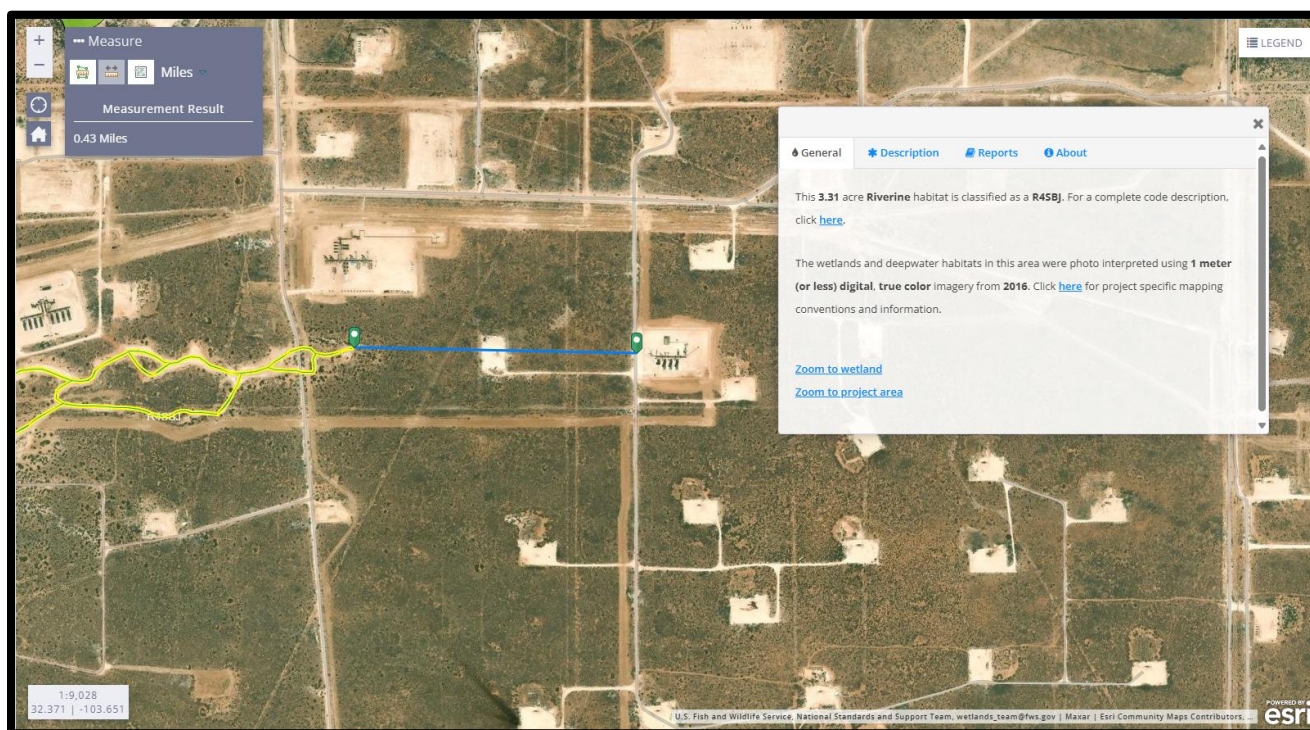 +
−
Measure
Miles
Measurement Result
0.43 Miles
LEGEND
General Description Reports About
This 3.31 acre Riverine habitat is classified as a R4SBJ. For a complete code description,
click here.
The wetlands and deepwater habitats in this area were photo interpreted using 1 meter
(or less) digital, true color imagery from 2016. Click here for project specific mapping
conventions and information.
Zoom to wetland
Zoom to project area
R4SBJ
1:9,028
32.371 | -103.651
U.S. Fish and Wildlife Service, National Standards and Support Team, wetlands_team@fws.gov | Maxar | Esri Community Maps Contributors, ...
POWERED BY
esri